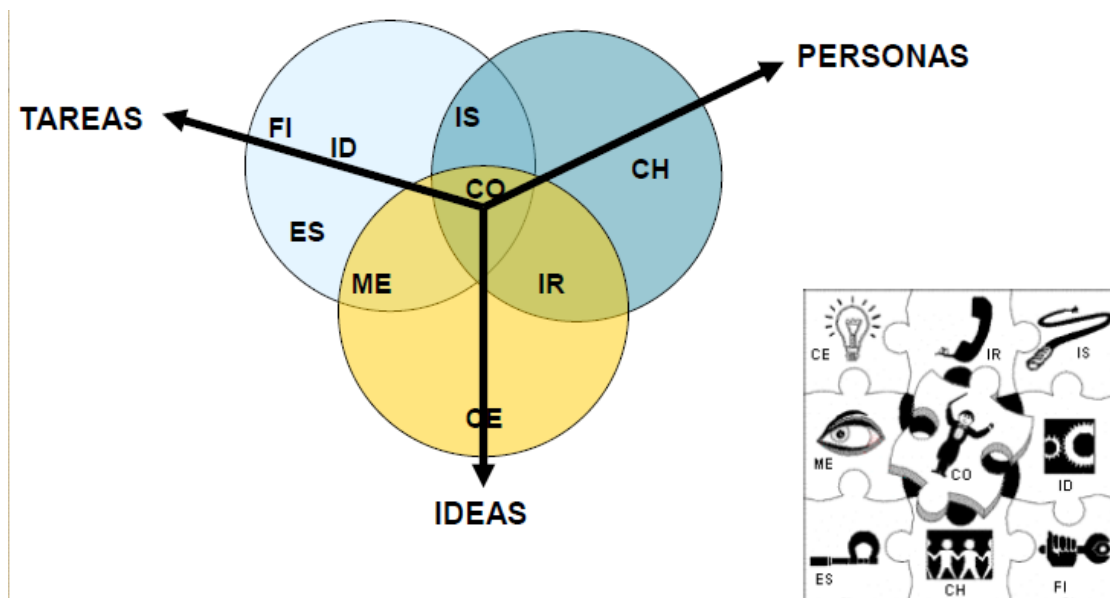 PERSONAS
TAREAS
FI
ID
IS
CO
CH
ES
ME
IR
CE
IDEAS
CE
IR
IS
ME
CO
ID
ES
CH
FI